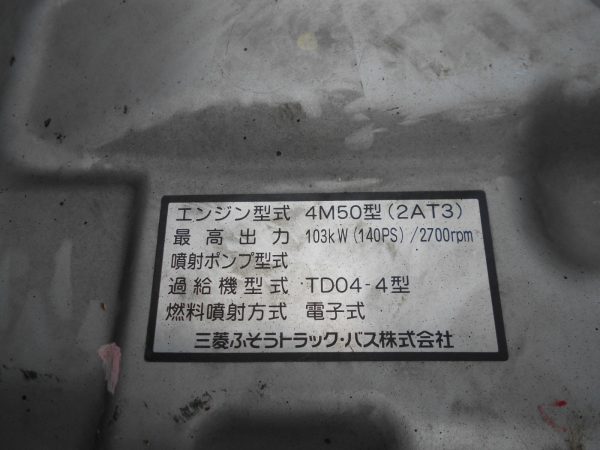 エンジン型式 4M50型(2AT3)
最高出力 103kW(140PS)/2700rpm
噴射ポンプ型式
過給機型式 TD04-4型
燃料噴射方式 電子式
三菱ふそうトラック・バス株式会社